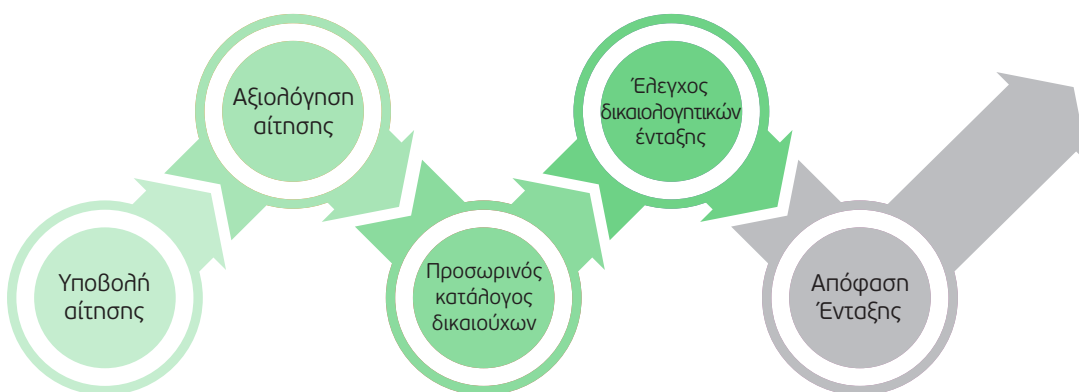 Υποβολή
αίτησης
Αξιολόγηση
αίτησης
Προσωρινός
κατάλογος
δικαιούχων
Έλεγχος
δικαιολογητικών
ένταξης
Απόφαση
Ένταξης